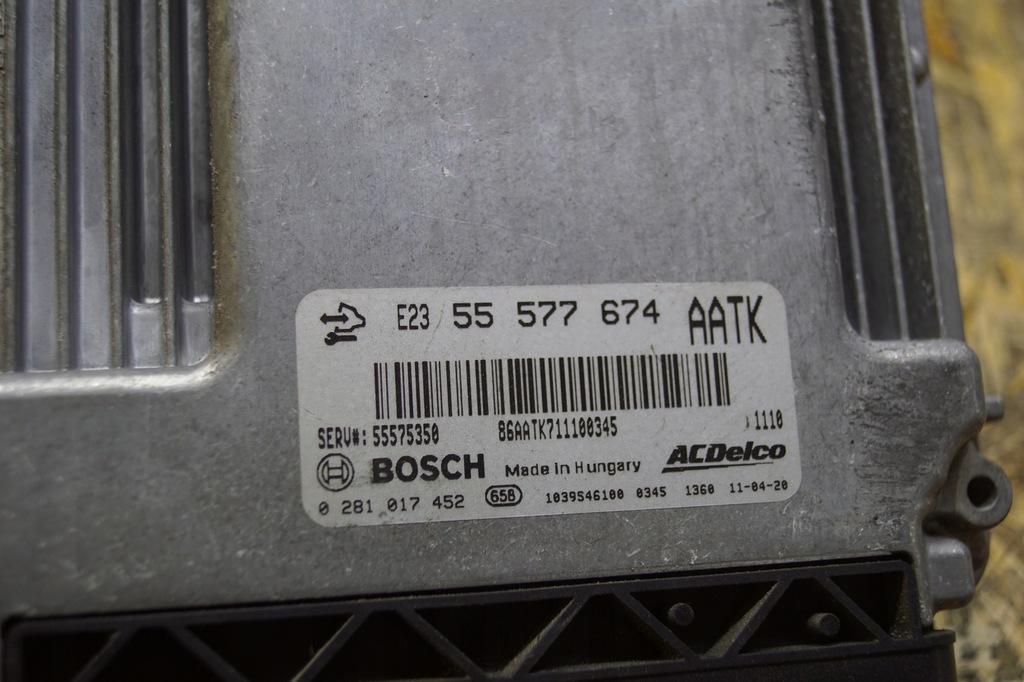 E23 55 577 674 AATK
SERV#: 55575350 86AATK711100345 1110
BOSCH Made in Hungary ACDelco
0 281 017 452 658 1039S46100 0345 1360 11-04-20